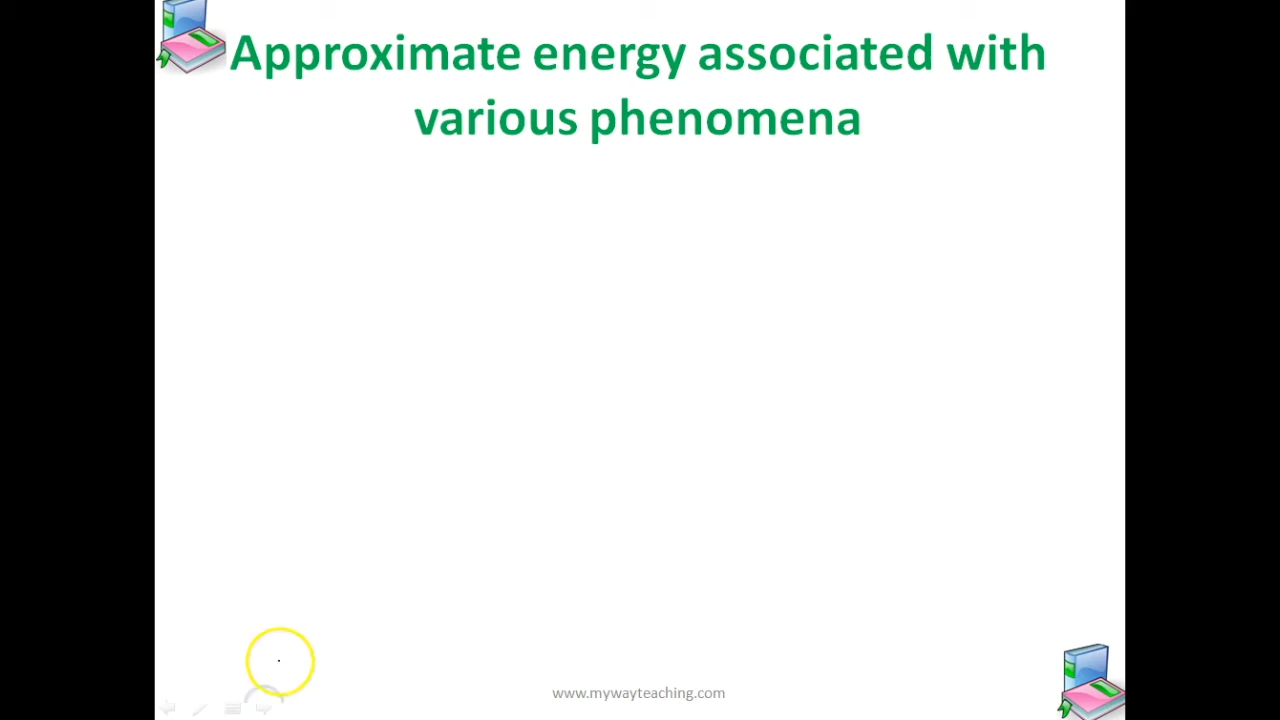 Approximate energy associated with
various phenomena
www.mywayteaching.com